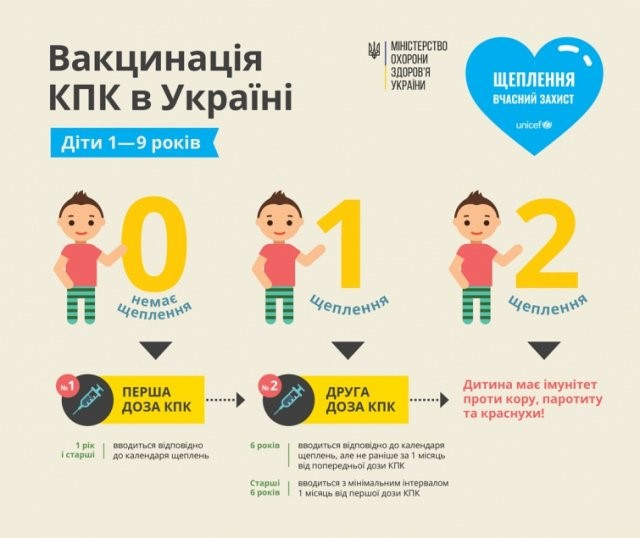 Вакцинація
КПК в Україні
Діти 1—9 років
МІНІСТЕРСТВО
ОХОРОНИ
ЗДОРОВ'Я
УКРАЇНИ
ЩЕПЛЕННЯ
ВЧАСНИЙ ЗАХИСТ
unicef
0
немає
щеплення
1
щеплення
2
щеплення
№1
ПЕРША
ДОЗА КПК
1 рік
і старші
вводиться відповідно
до календаря щеплень
№2
ДРУГА
ДОЗА КПК
6 років
вводиться відповідно до календаря
щеплень, але не раніше за 1 місяць
від попередньої дози КПК
Старші
6 років
вводиться з мінімальним інтервалом
1 місяць від першої дози КПК
Дитина має імунітет
проти кору, паротиту
та краснухи!